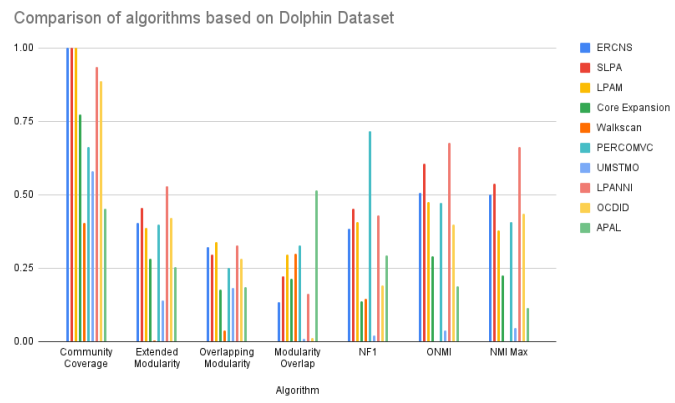 Comparison of algorithms based on Dolphin Dataset
1.00
0.75
0.50
0.25
0.00
Community
Coverage
Extended
Modularity
Overlapping
Modularity
Modularity
Overlap
NF1
ONMI
NMI Max
Algorithm
ERCNS
SLPA
LPAM
Core Expansion
Walkscan
PERCOMVC
UMSTMO
LPANNI
OCDID
APAL